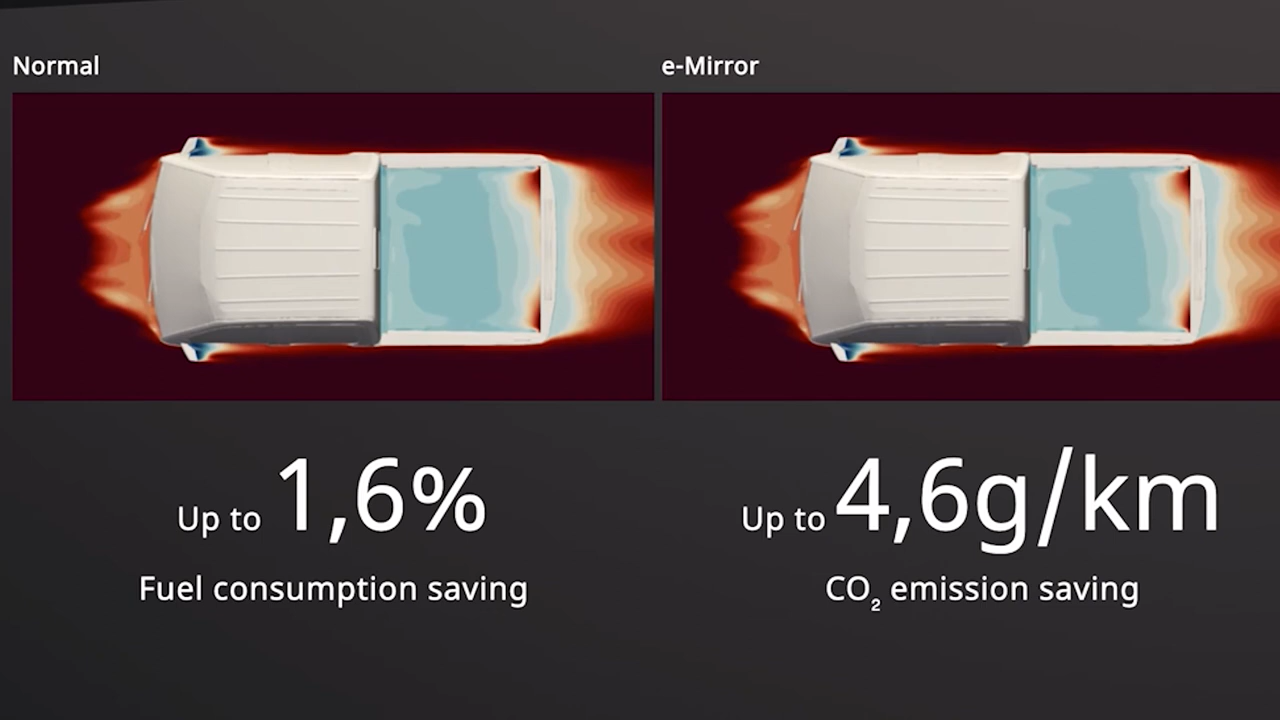 Normal
e-Mirror
Up to 1,6%
Fuel consumption saving
Up to 4,6g/km
CO₂ emission saving